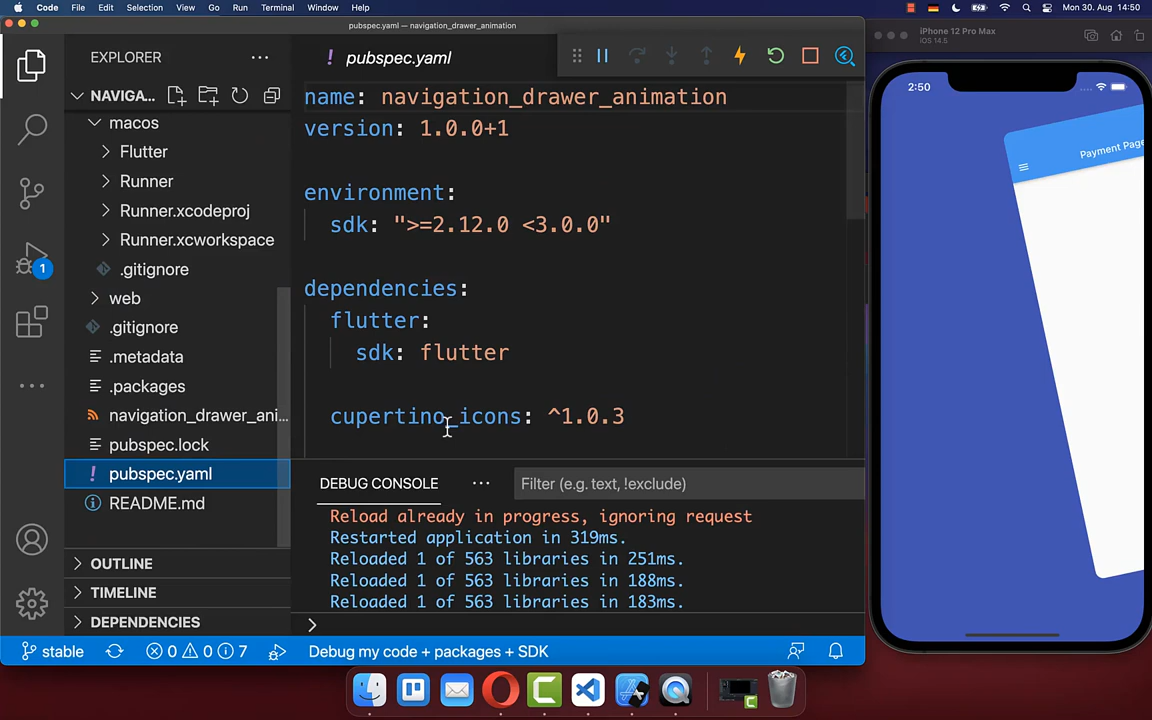 Code File Edit Selection View Go Run Terminal Window Help Mon 30. Aug 14:50
pubspec.yaml — navigation_drawer_animation
iPhone 12 Pro Max
iOS 14.5
EXPLORER
! pubspec.yaml
NAVIGA...
macos
Flutter
Runner
Runner.xcodeproj
Runner.xcworkspace
.gitignore
web
.gitignore
.metadata
.packages
navigation_drawer_ani...
pubspec.lock
! pubspec.yaml
README.md
OUTLINE
TIMELINE
DEPENDENCIES
1
name: navigation_drawer_animation
version: 1.0.0+1
environment:
sdk: ">=2.12.0 <3.0.0"
dependencies:
flutter:
sdk: flutter
cupertino_icons: ^1.0.3
DEBUG CONSOLE
Filter (e.g. text, !exclude)
Reload already in progress, ignoring request
Restarted application in 319ms.
Reloaded 1 of 563 libraries in 251ms.
Reloaded 1 of 563 libraries in 188ms.
Reloaded 1 of 563 libraries in 183ms.
stable 0 0 7 Debug my code + packages + SDK
2:50
Payment Page